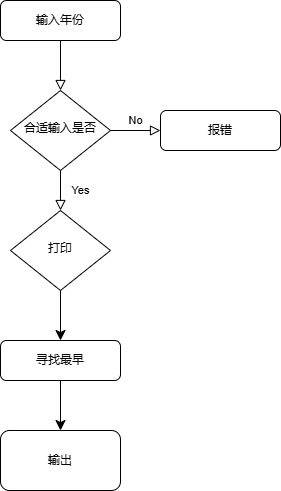 输入年份
合适输入是否
No
报错
Yes
打印
寻找最早
输出